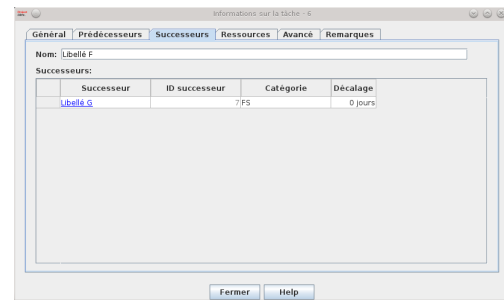 Informations sur la tâche - 6
Général Prédécesseurs Successeurs Ressources Avancé Remarques
Nom: Libellé F
Successeurs:
Successeur ID successeur Catégorie Décalage
Libellé G 7 FS 0 jours
Fermer Help